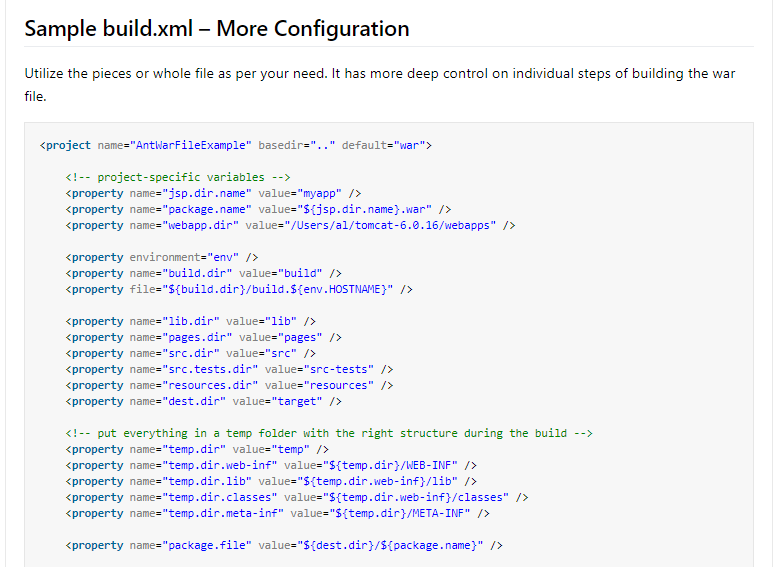 Sample build.xml – More Configuration
Utilize the pieces or whole file as per your need. It has more deep control on individual steps of building the war
file.
<project name="AntWarFileExample" basedir=".." default="war">
<!-- project-specific variables -->
<property name="jsp.dir.name" value="myapp" />
<property name="package.name" value="${jsp.dir.name}.war" />
<property name="webapp.dir" value="/Users/al/tomcat-6.0.16/webapps" />
<property environment="env" />
<property name="build.dir" value="build" />
<property file="${build.dir}/build.${env.HOSTNAME}" />
<property name="lib.dir" value="lib" />
<property name="pages.dir" value="pages" />
<property name="src.dir" value="src" />
<property name="src.tests.dir" value="src-tests" />
<property name="resources.dir" value="resources" />
<property name="dest.dir" value="target" />
<!-- put everything in a temp folder with the right structure during the build -->
<property name="temp.dir" value="temp" />
<property name="temp.dir.web-inf" value="${temp.dir}/WEB-INF" />
<property name="temp.dir.lib" value="${temp.dir.web-inf}/lib" />
<property name="temp.dir.classes" value="${temp.dir.web-inf}/classes" />
<property name="temp.dir.meta-inf" value="${temp.dir}/META-INF" />
<property name="package.file" value="${dest.dir}/${package.name}" />